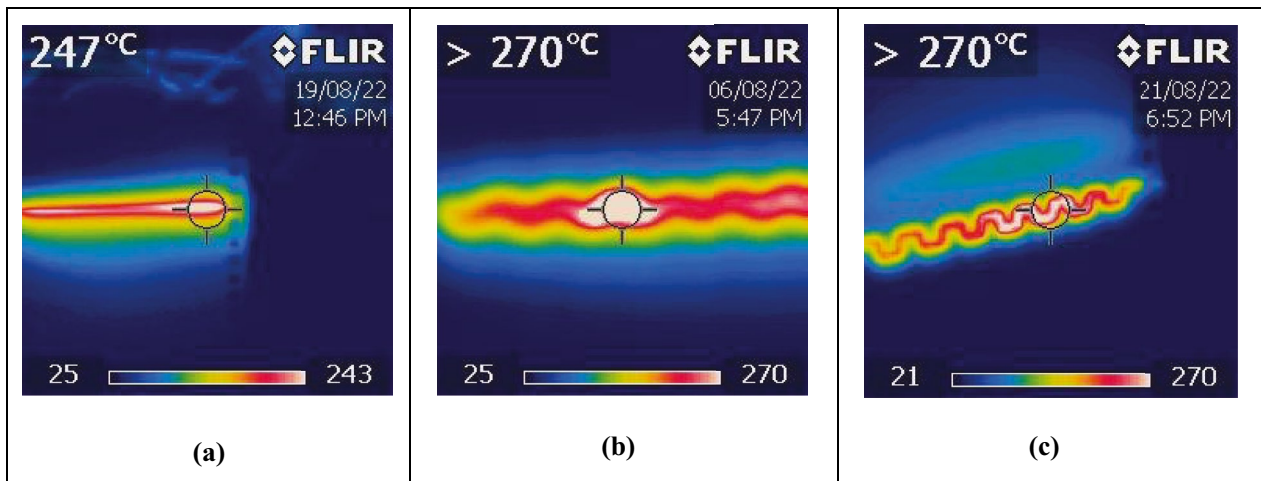 247°C
FLIR
19/08/22
12:46 PM
25 243
(a)
> 270°C
FLIR
06/08/22
5:47 PM
25 270
(b)
> 270°C
FLIR
21/08/22
6:52 PM
21 270
(c)